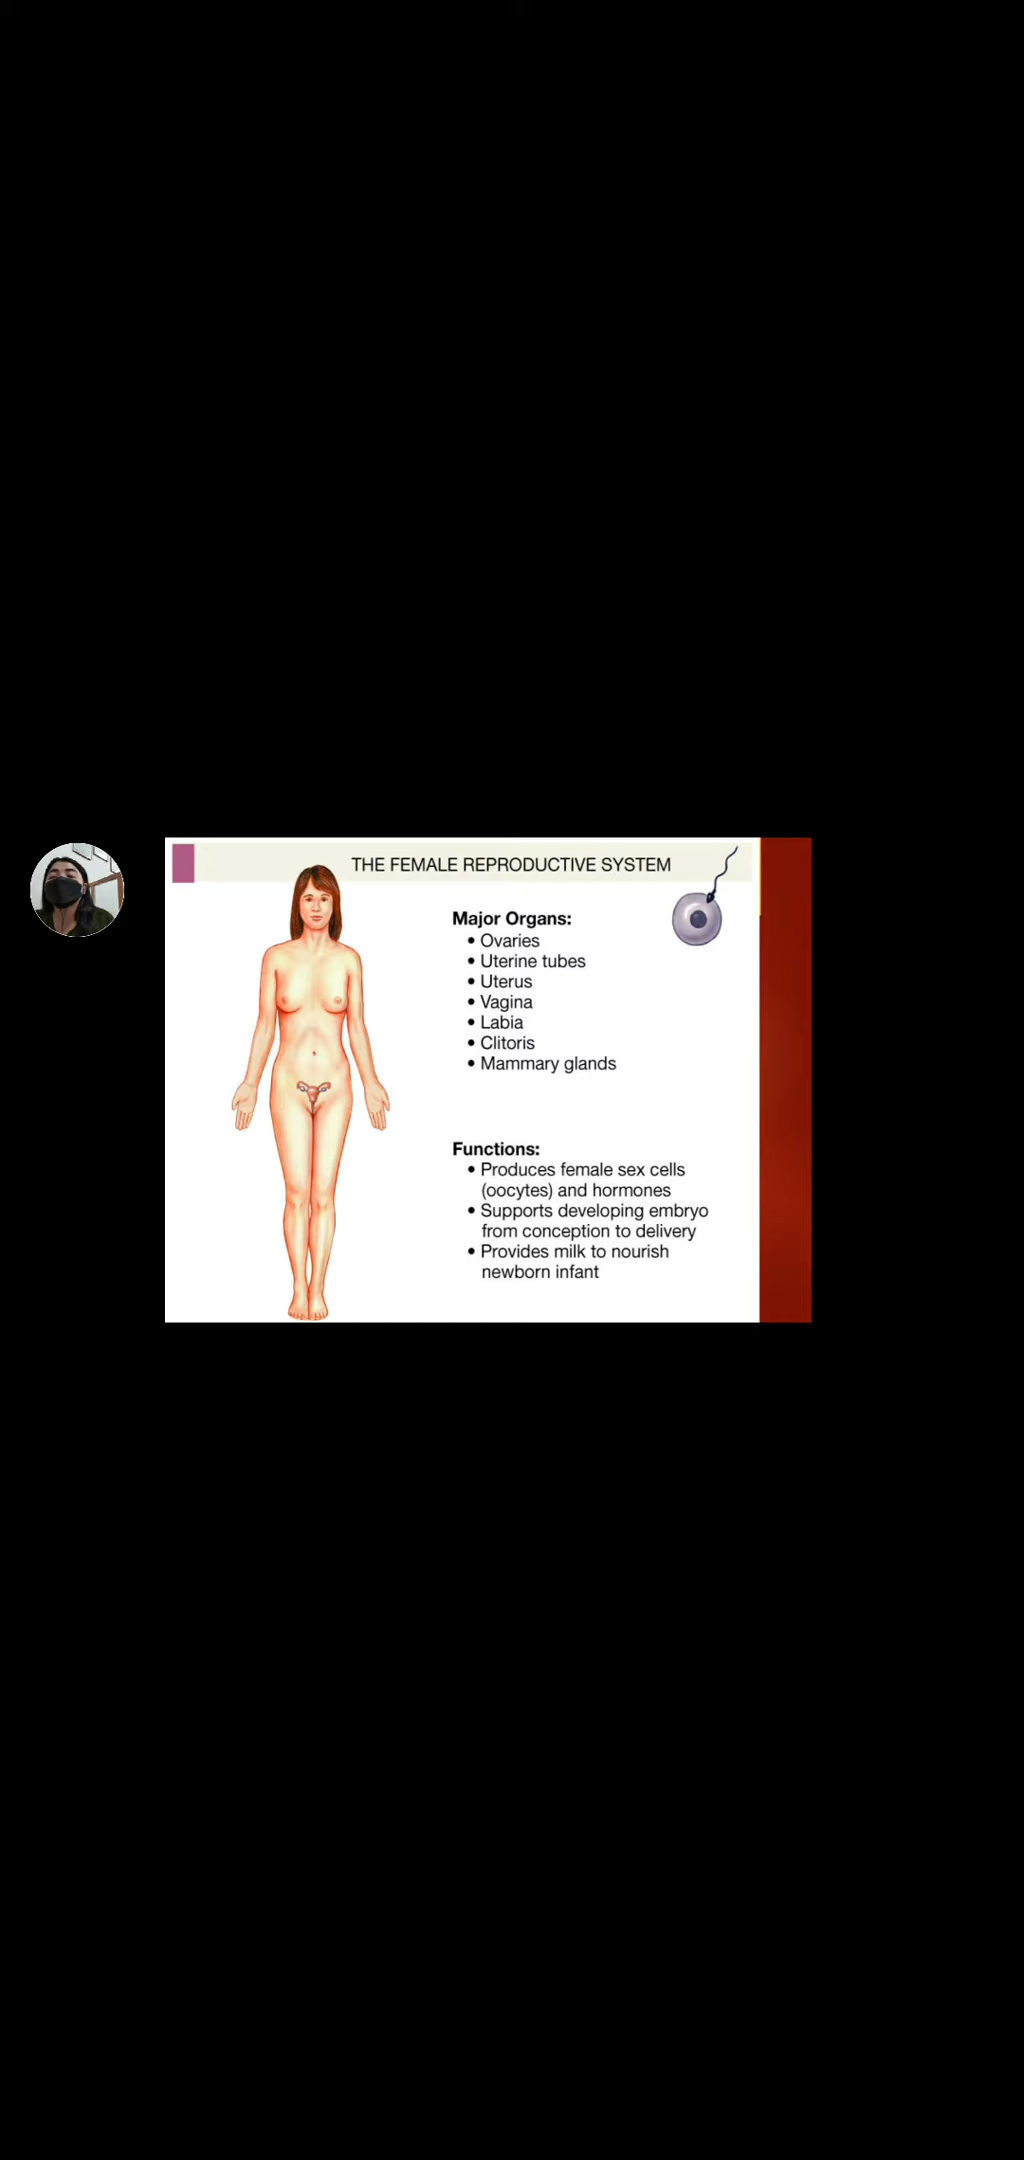 THE FEMALE REPRODUCTIVE SYSTEM
Major Organs:
• Ovaries
• Uterine tubes
• Uterus
• Vagina
• Labia
• Clitoris
• Mammary glands
Functions:
• Produces female sex cells
(oocytes) and hormones
• Supports developing embryo
from conception to delivery
• Provides milk to nourish
newborn infant